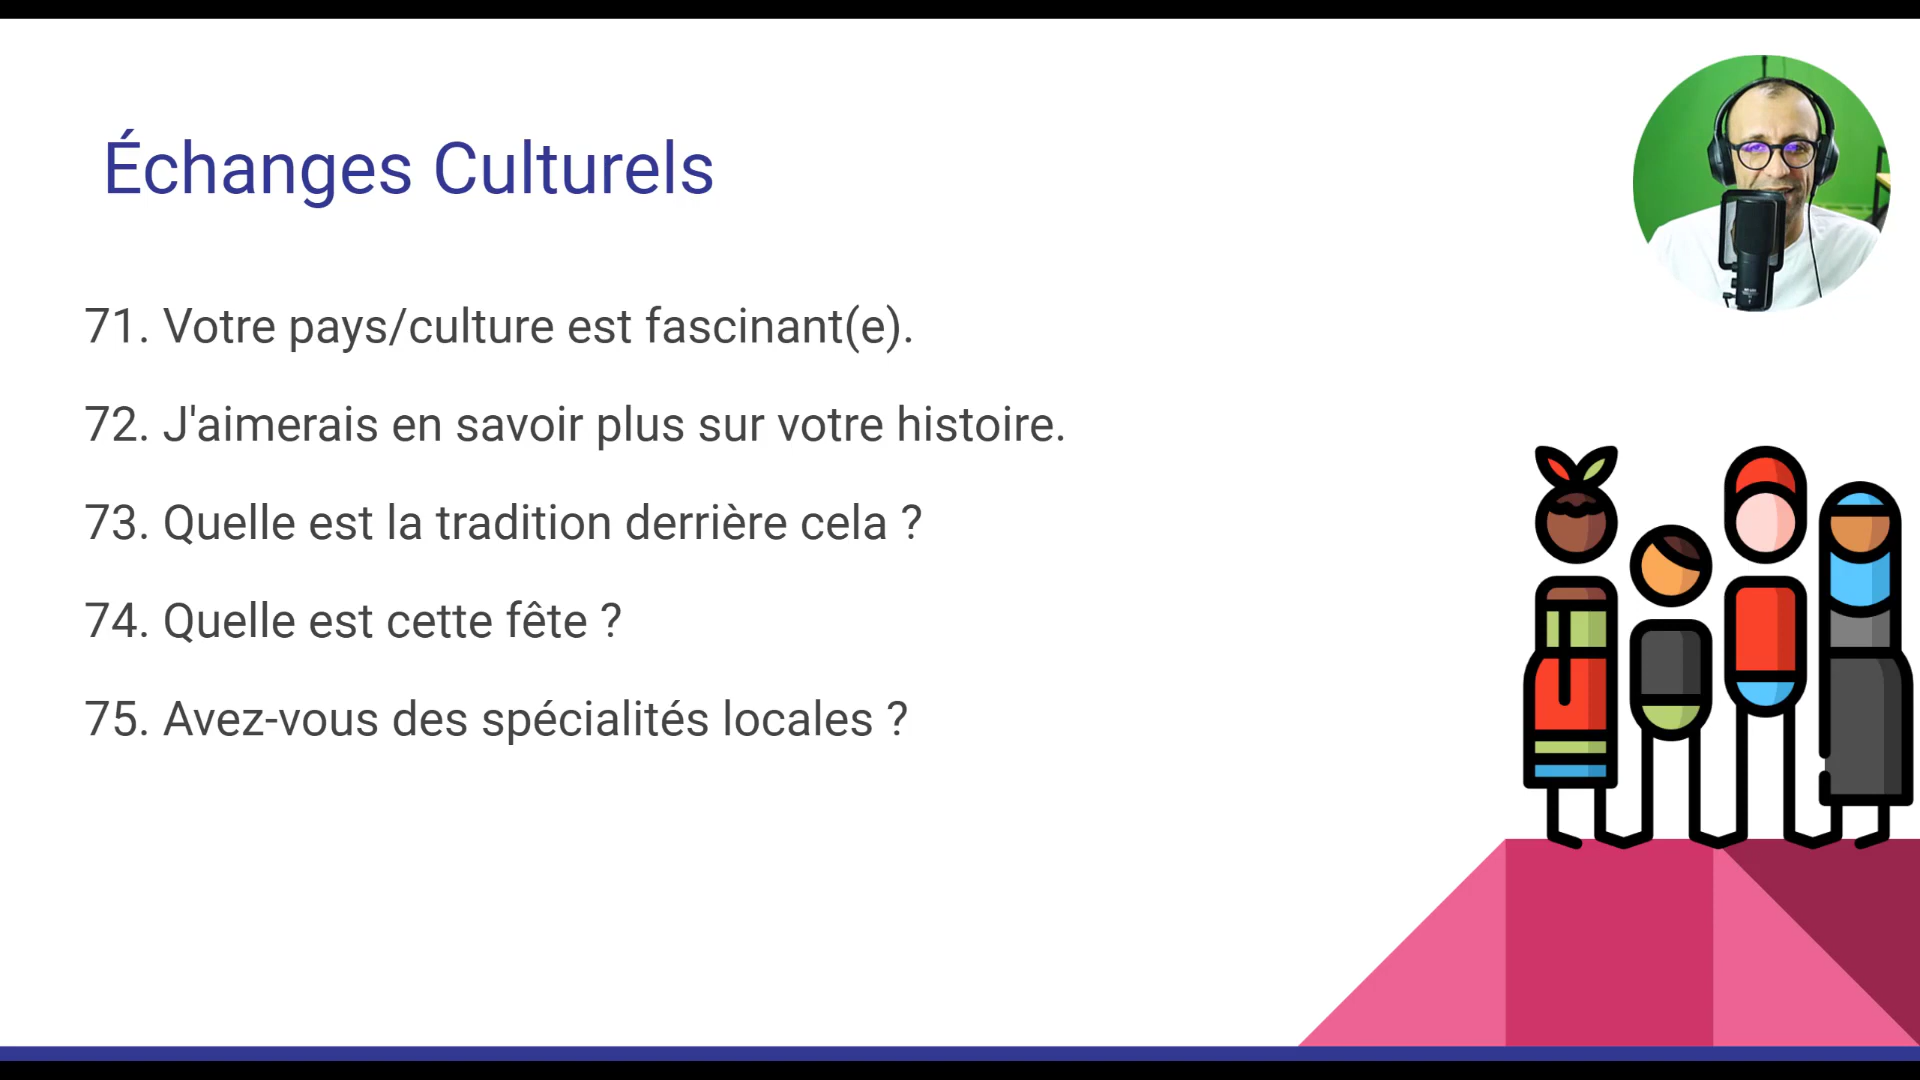 Échanges Culturels
71. Votre pays/culture est fascinant(e).
72. J'aimerais en savoir plus sur votre histoire.
73. Quelle est la tradition derrière cela ?
74. Quelle est cette fête ?
75. Avez-vous des spécialités locales ?